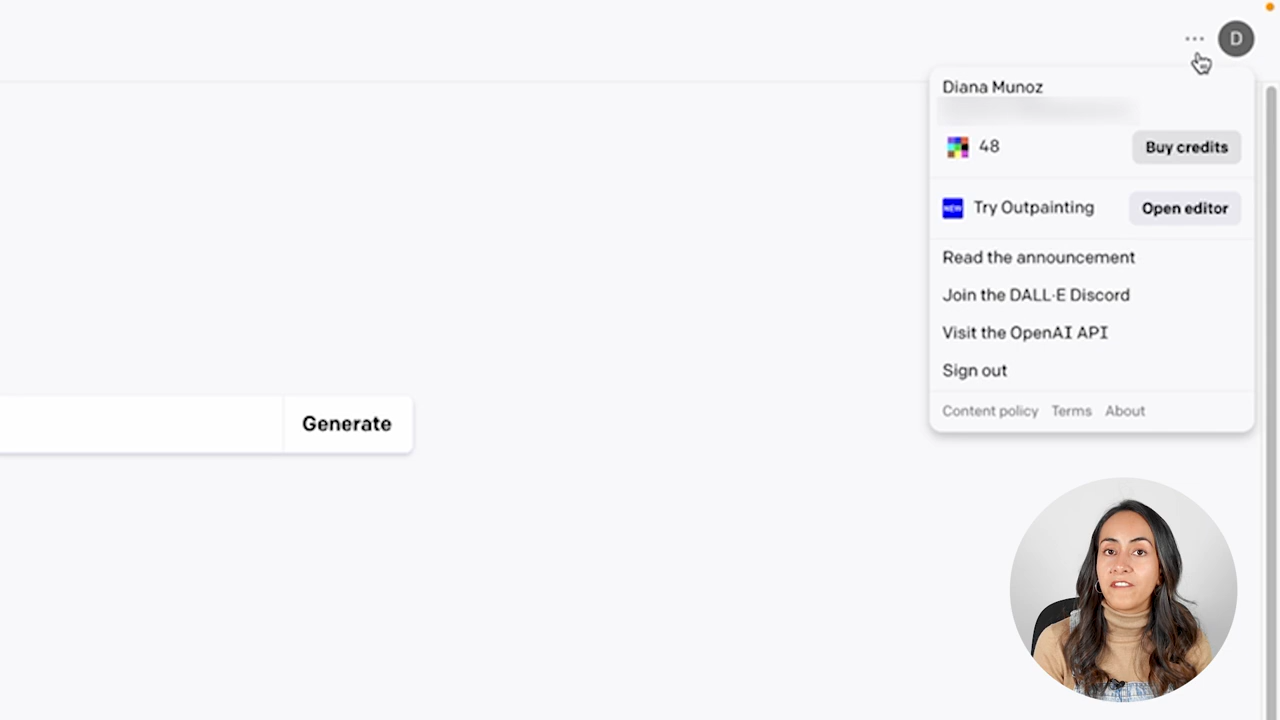 D
Diana Munoz
48
Buy credits
NEW
Try Outpainting
Open editor
Read the announcement
Join the DALL·E Discord
Visit the OpenAI API
Sign out
Content policy Terms About
Generate